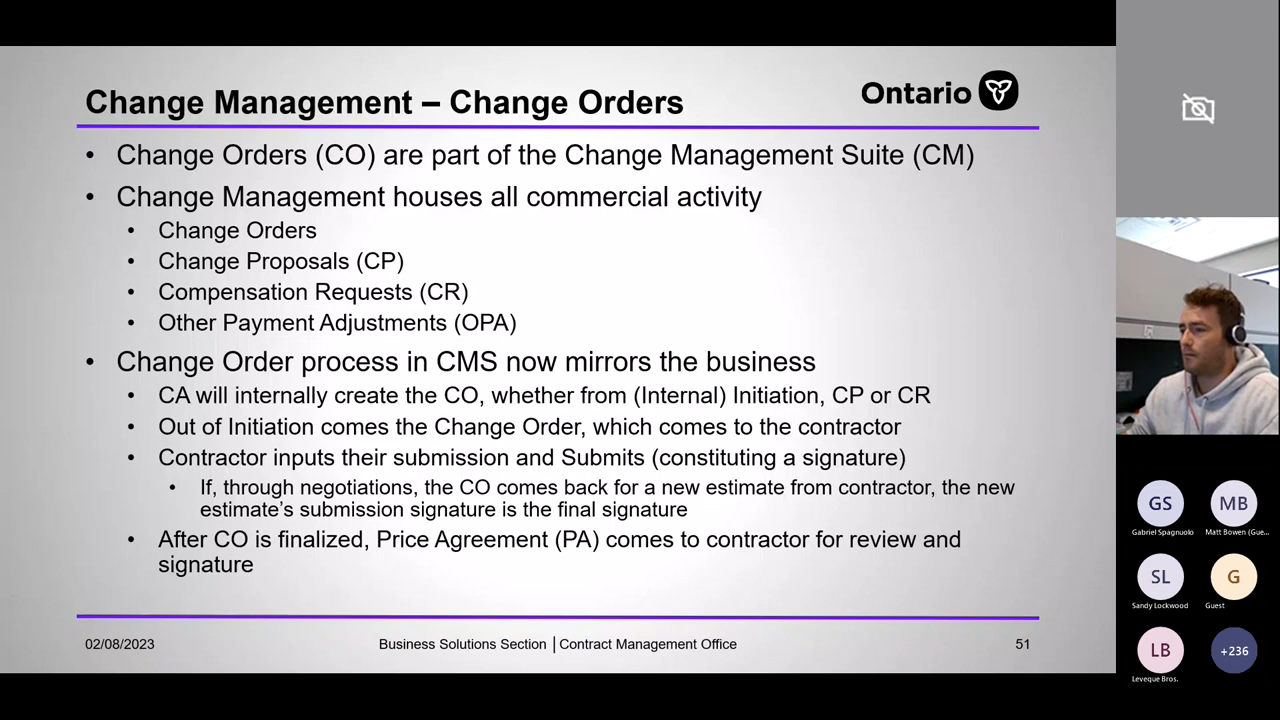 Change Management – Change Orders
Ontario
• Change Orders (CO) are part of the Change Management Suite (CM)
• Change Management houses all commercial activity
• Change Orders
• Change Proposals (CP)
• Compensation Requests (CR)
• Other Payment Adjustments (OPA)
• Change Order process in CMS now mirrors the business
• CA will internally create the CO, whether from (Internal) Initiation, CP or CR
• Out of Initiation comes the Change Order, which comes to the contractor
• Contractor inputs their submission and Submits (constituting a signature)
• If, through negotiations, the CO comes back for a new estimate from contractor, the new
estimate’s submission signature is the final signature
• After CO is finalized, Price Agreement (PA) comes to contractor for review and
signature
02/08/2023
Business Solutions Section | Contract Management Office
51
GS
MB
Gabriel Spagnuolo
Matt Bowen (Gue...
SL
G
Sandy Lockwood
Guest
LB
+236
Leveque Bros.